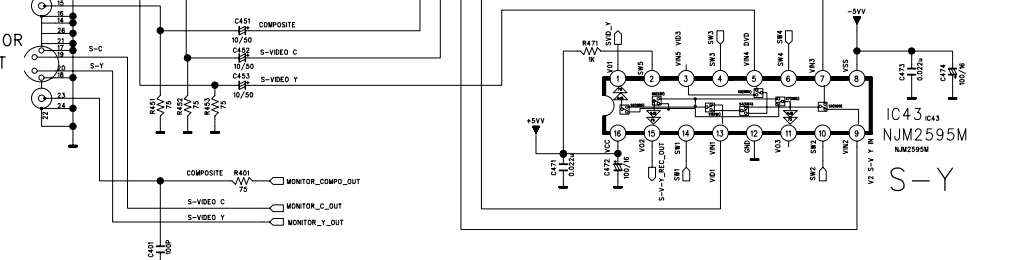 15
16
14
26
21
17
19
20
18
23
24
22
OR
T
S-C
S-Y
C451
COMPOSITE
10/50
C452
S-VIDEO C
10/50
C453
S-VIDEO Y
10/50
R451
75
R452
75
R453
75
COMPOSITE
R401
75
MONITOR_COMPO_OUT
S-VIDEO C
MONITOR_C_OUT
S-VIDEO Y
MONITOR_Y_OUT
C401
100P
R471
1K
SVID_Y
VO1
SW5
VIN5 VID3
SW3
SW3
VIN4 DVD
SW4
SW4
VIN3
VSS
-5VV
1
2
3
4
5
6
7
8
16
15
14
13
12
11
10
9
C473
0.022u
C474
100/16
+5VV
C471
0.022u
C472
100/16
VCC
VO2
S-V-Y_REC_OUT
SW1
SW1
VIN1
VID1
GND
VO3
SW2
SW2
VIN2
V2 S-V Y IN
IC43 IC43
NJM2595M
NJM2595M
S-Y